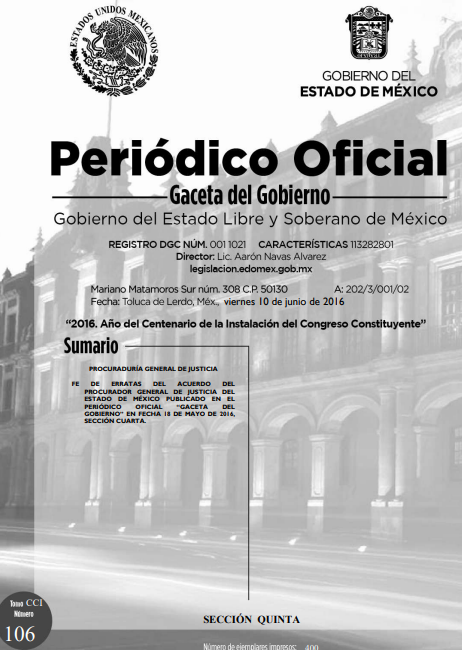 ESTADOS UNIDOS MEXICANOS
GOBIERNO DEL
ESTADO DE MÉXICO
Periódico Oficial
Gaceta del Gobierno
Gobierno del Estado Libre y Soberano de México
REGISTRO DGC NÚM. 001 1021 CARACTERÍSTICAS 113282801
Director: Lic. Aarón Navas Alvarez
legislacion.edomex.gob.mx
Mariano Matamoros Sur núm. 308 C.P. 50130 A: 202/3/001/02
Fecha: Toluca de Lerdo, Méx., viernes 10 de junio de 2016
“2016. Año del Centenario de la Instalación del Congreso Constituyente”
Sumario
PROCURADURÍA GENERAL DE JUSTICIA
FE DE ERRATAS DEL ACUERDO DEL
PROCURADOR GENERAL DE JUSTICIA DEL
ESTADO DE MÉXICO PUBLICADO EN EL
PERIÓDICO OFICIAL “GACETA DEL
GOBIERNO” EN FECHA 18 DE MAYO DE 2016,
SECCIÓN CUARTA.
Tomo CCI
Número
106
SECCIÓN QUINTA
Número de ejemplares impresos: 400